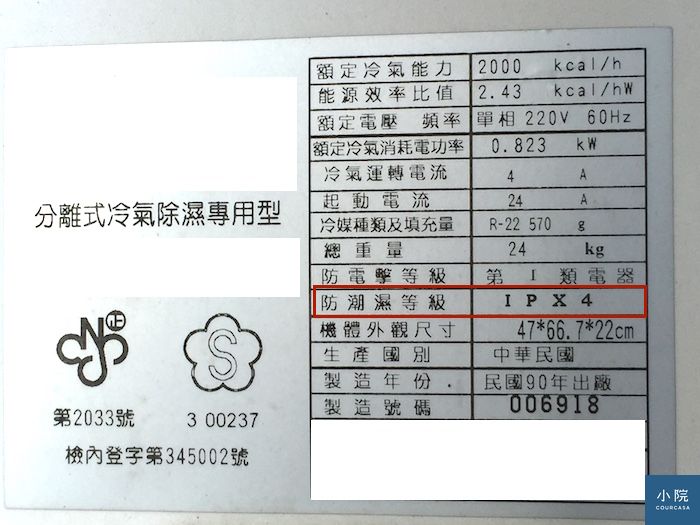 額定冷氣能力 2000 kcal/h
能源效率比值 2.43 kcal/hW
額定電壓 頻率 單相 220V 60Hz
額定冷氣消耗電功率 0.823 kW
冷氣運轉電流 4 A
起動電流 24 A
冷媒種類及填充量 R-22 570 g
總重量 24 kg
防電擊等級 第 1 類電器
防潮濕等級 IPX4
機體外觀尺寸 47*66.7*22cm
生產國別 中華民國
製造年份. 民國90年出廠
製造號碼 006918
分離式冷氣除濕專用型
正
S
第2033號 3 00237
檢內登字第345002號
小院
COURCASA